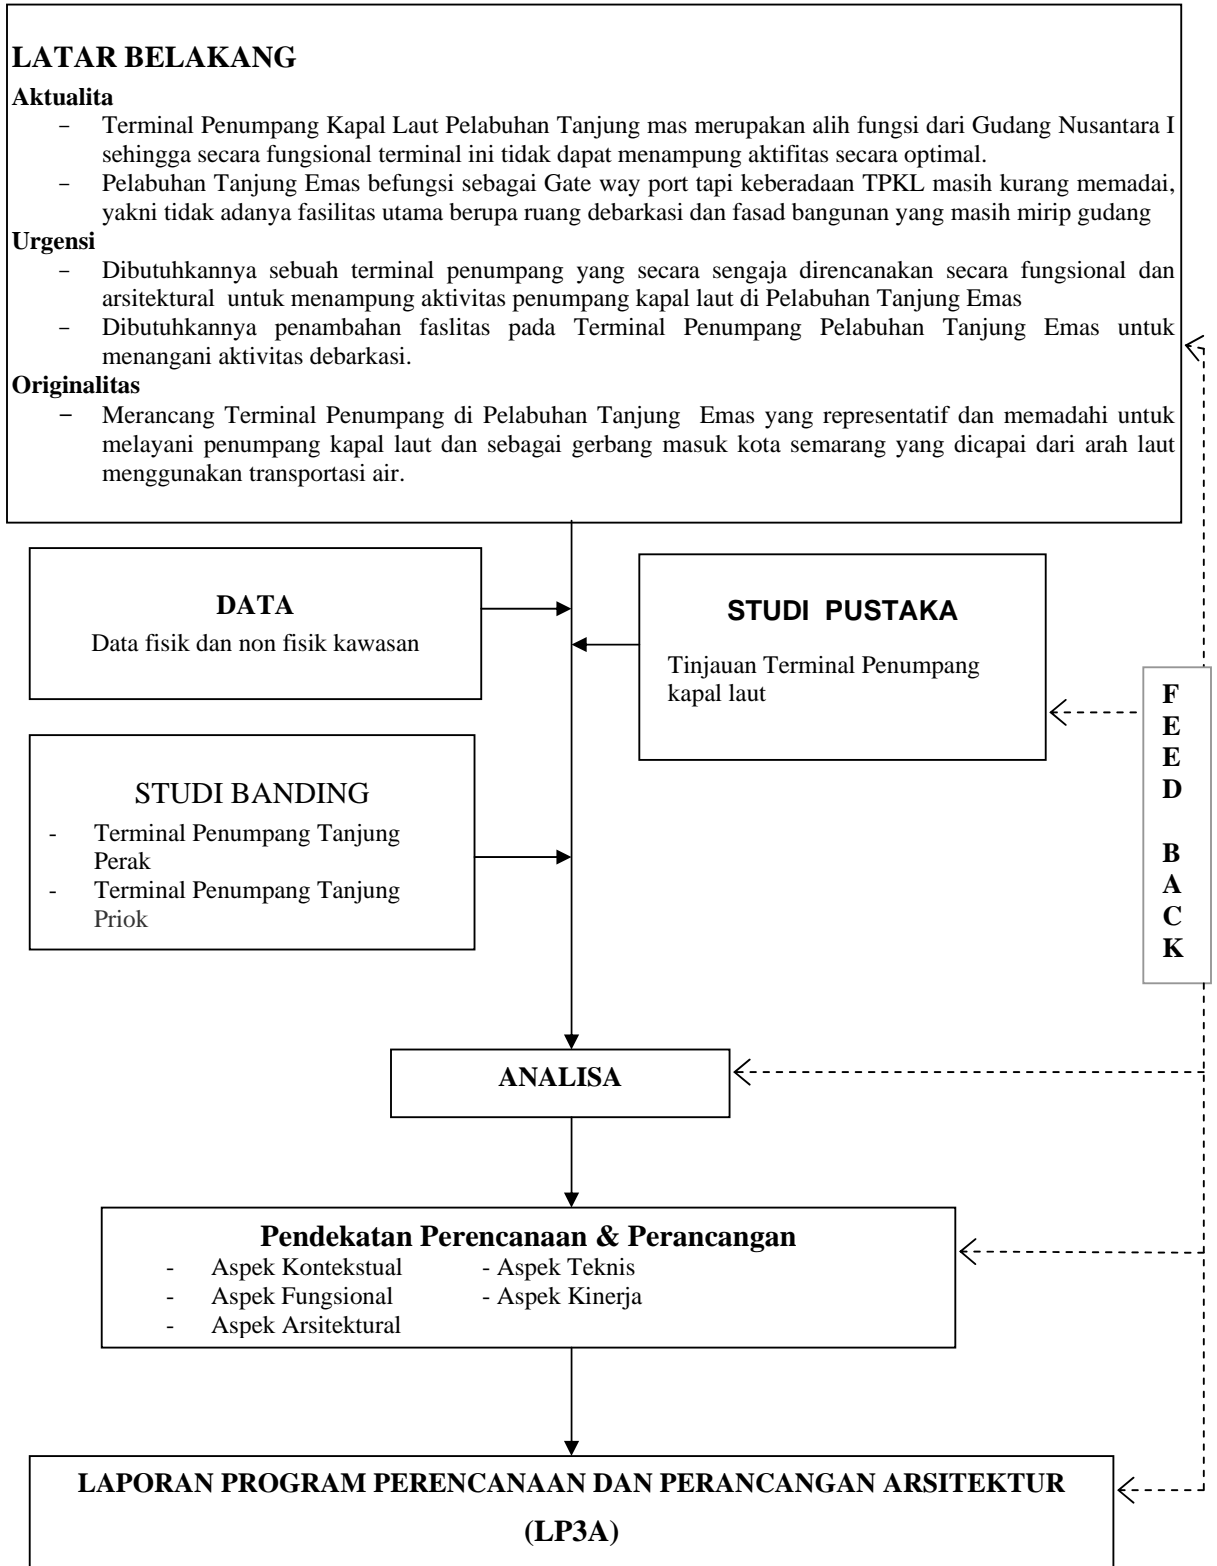 LATAR BELAKANG
Aktualita
– Terminal Penumpang Kapal Laut Pelabuhan Tanjung mas merupakan alih fungsi dari Gudang Nusantara I
sehingga secara fungsional terminal ini tidak dapat menampung aktifitas secara optimal.
– Pelabuhan Tanjung Emas befungsi sebagai Gate way port tapi keberadaan TPKL masih kurang memadai,
yakni tidak adanya fasilitas utama berupa ruang debarkasi dan fasad bangunan yang masih mirip gudang
Urgensi
– Dibutuhkannya sebuah terminal penumpang yang secara sengaja direncanakan secara fungsional dan
arsitektural untuk menampung aktivitas penumpang kapal laut di Pelabuhan Tanjung Emas
– Dibutuhkannya penambahan faslitas pada Terminal Penumpang Pelabuhan Tanjung Emas untuk
menangani aktivitas debarkasi.
Originalitas
– Merancang Terminal Penumpang di Pelabuhan Tanjung Emas yang representatif dan memadahi untuk
melayani penumpang kapal laut dan sebagai gerbang masuk kota semarang yang dicapai dari arah laut
menggunakan transportasi air.
DATA
Data fisik dan non fisik kawasan
STUDI PUSTAKA
Tinjauan Terminal Penumpang
kapal laut
STUDI BANDING
- Terminal Penumpang Tanjung
Perak
- Terminal Penumpang Tanjung
Priok
F
E
E
D
B
A
C
K
ANALISA
Pendekatan Perencanaan & Perancangan
- Aspek Kontekstual - Aspek Teknis
- Aspek Fungsional - Aspek Kinerja
- Aspek Arsitektural
LAPORAN PROGRAM PERENCANAAN DAN PERANCANGAN ARSITEKTUR
(LP3A)